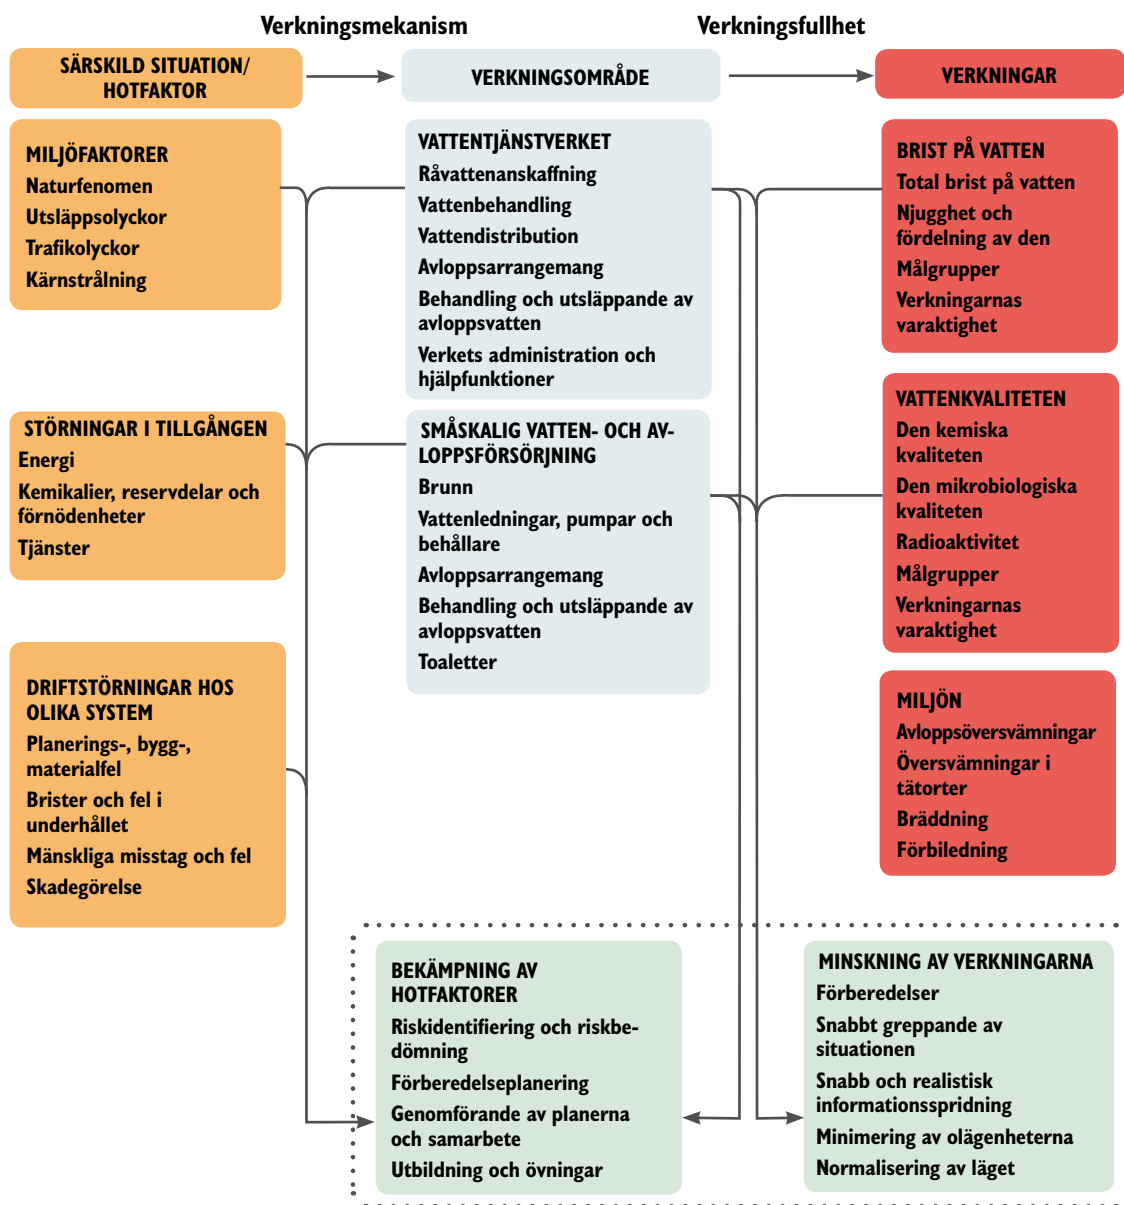 Verkningsmekanism
Verkningsfullhet
SÄRSKILD SITUATION/
HOTFAKTOR
VERKNINGSOMRÅDE
VERKNINGAR
MILJÖFAKTORER
Naturfenomen
Utsläppsolyckor
Trafikolyckor
Kärnstrålning
STÖRNINGAR I TILLGÅNGEN
Energi
Kemikalier, reservdelar och
förnödenheter
Tjänster
DRIFTSTÖRNINGAR HOS
OLIKA SYSTEM
Planerings-, bygg-,
materialfel
Brister och fel i
underhållet
Mänskliga misstag och fel
Skadegörelse
VATTENTJÄNSTVERKET
Råvattenanskaffning
Vattenbehandling
Vattendistribution
Avloppsarrangemang
Behandling och utsläppande av
avloppsvatten
Verkets administration och
hjälpfunktioner
SMÅSKALIG VATTEN- OCH AV-
LOPPSFÖRSÖRJNING
Brunn
Vattenledningar, pumpar och
behållare
Avloppsarrangemang
Behandling och utsläppande av
avloppsvatten
Toaletter
BRIST PÅ VATTEN
Total brist på vatten
Njugghet och
fördelning av den
Målgrupper
Verkningarnas
varaktighet
VATTENKVALITETEN
Den kemiska
kvaliteten
Den mikrobiologiska
kvaliteten
Radioaktivitet
Målgrupper
Verkningarnas
varaktighet
MILJÖN
Avloppsöversvämningar
Översvämningar i
tätorter
Bräddning
Förbiledning
BEKÄMPNING AV
HOTFAKTORER
Riskidentifiering och riskbe-
dömning
Förberedelseplanering
Genomförande av planerna
och samarbete
Utbildning och övningar
MINSKNING AV VERKNINGARNA
Förberedelser
Snabbt greppande av
situationen
Snabb och realistisk
informationsspridning
Minimering av olägenheterna
Normalisering av läget